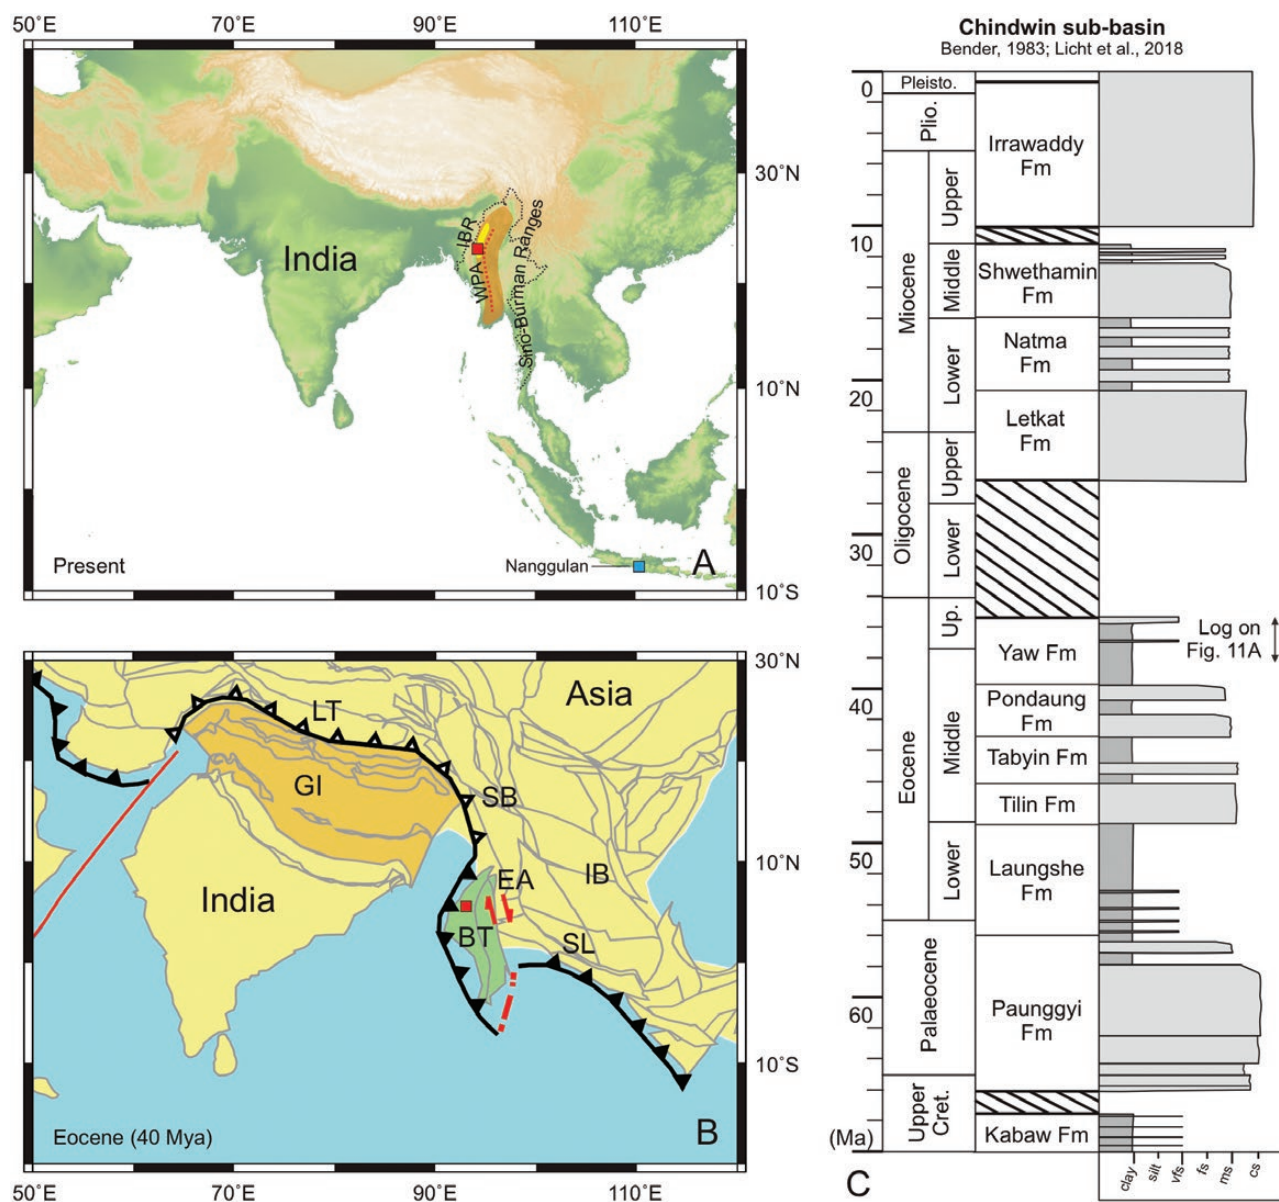 50˚E 70˚E 90˚E 110˚E
30˚N
IBR
WPA
Sino-Burman Ranges
India
10˚N
Nanggulan
Present
A
10˚S
30˚N
Asia
LT
GI
SB
IB
10˚N
EA
India
BT
SL
10˚S
Eocene (40 Mya)
B
50˚E 70˚E 90˚E 110˚E
Chindwin sub-basin
Bender, 1983; Licht et al., 2018
0
10
20
30
40
50
60
(Ma)
Pleisto.
Plio.
Miocene
Upper
Middle
Lower
Oligocene
Upper
Lower
Eocene
Up.
Middle
Lower
Palaeocene
Upper
Cret.
Irrawaddy
Fm
Shwethamin
Fm
Natma
Fm
Letkat
Fm
Yaw Fm
Pondaung
Fm
Tabyin Fm
Tilin Fm
Laungshe
Fm
Paunggyi
Fm
Kabaw Fm
Log on
Fig. 11A
clay silt vfs fs ms cs
C